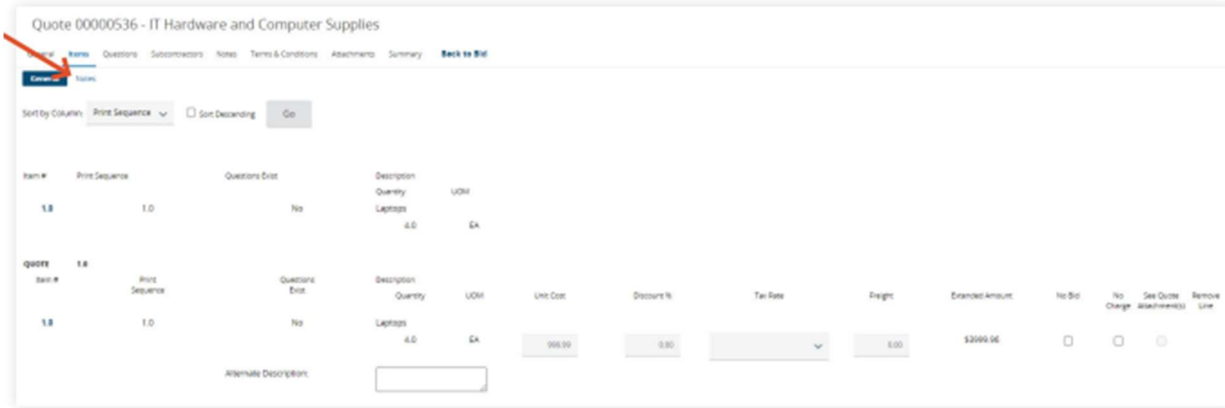 Quote 00000536 - IT Hardware and Computer Supplies
General Items Questions Subcontractors Notes Terms & Conditions Attachments Summary Back to Bid
General Notes
Sort by Column: Print Sequence Sort Descending Go
Item # Print Sequence Questions Exist Description
Quantity UOM
1.0 1.0 No Laptops
4.0 EA
QUOTE 1.0
Item # Print Sequence Questions Exist Description
Quantity UOM Unit Cost Discount % Tax Rate Freight Extended Amount No Bid No Charge See Quote Attachment(s) Remove Line
1.0 1.0 No Laptops
4.0 EA 999.99 0.00 0.00 $3999.96
Alternate Description: